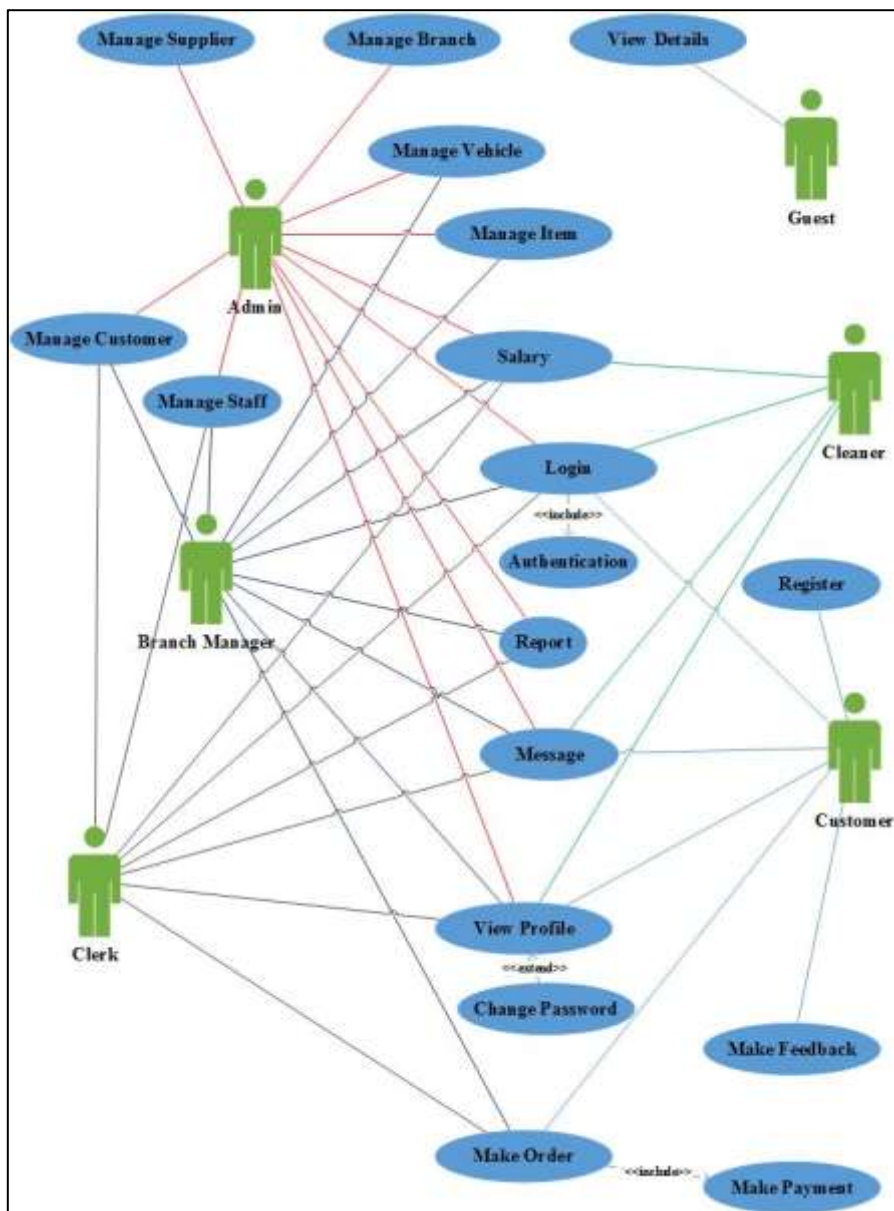 Manage Supplier
Manage Branch
View Details
Manage Vehicle
Guest
Manage Item
Admin
Manage Customer
Salary
Manage Staff
Cleaner
Login
<<include>>
Authentication
Register
Branch Manager
Report
Message
Customer
View Profile
Clerk
<<extend>>
Change Password
Make Feedback
Make Order
<<include>>
Make Payment